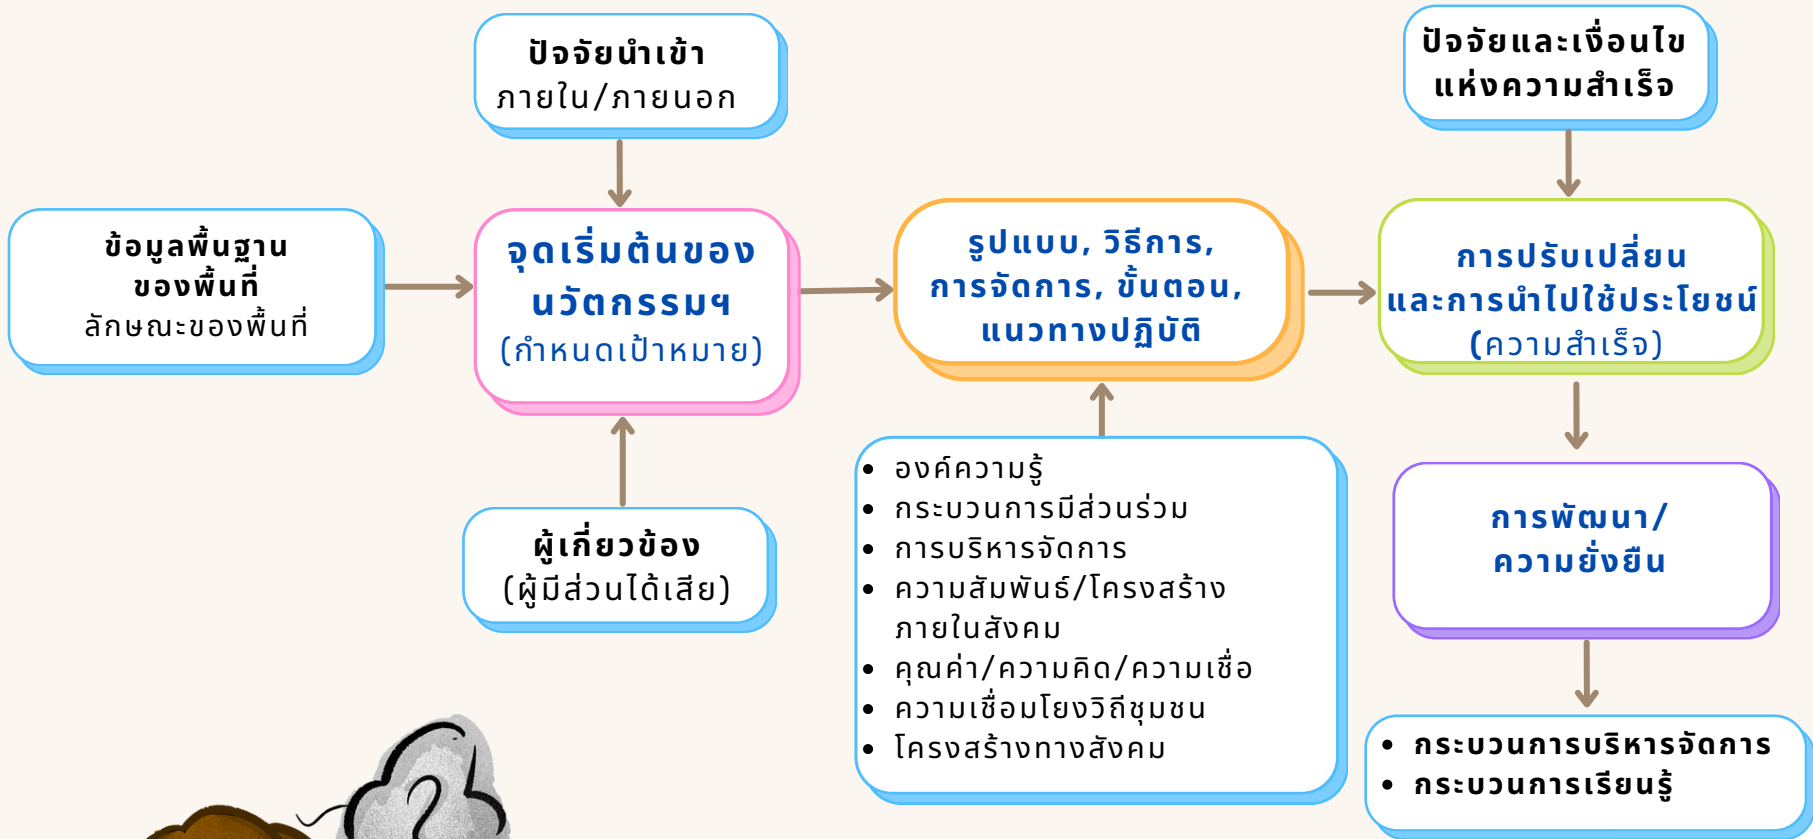 ปัจจัยนำเข้า
ภายใน/ภายนอก
ปัจจัยและเงื่อนไข
แห่งความสำเร็จ
ข้อมูลพื้นฐาน
ของพื้นที่
ลักษณะของพื้นที่
จุดเริ่มต้นของ
นวัตกรรมฯ
(กำหนดเป้าหมาย)
รูปแบบ, วิธีการ,
การจัดการ, ขั้นตอน,
แนวทางปฏิบัติ
การปรับเปลี่ยน
และการนำไปใช้ประโยชน์
(ความสำเร็จ)
ผู้เกี่ยวข้อง
(ผู้มีส่วนได้เสีย)
• องค์ความรู้
• กระบวนการมีส่วนร่วม
• การบริหารจัดการ
• ความสัมพันธ์/โครงสร้าง
ภายในสังคม
• คุณค่า/ความคิด/ความเชื่อ
• ความเชื่อมโยงวิถีชุมชน
• โครงสร้างทางสังคม
การพัฒนา/
ความยั่งยืน
• กระบวนการบริหารจัดการ
• กระบวนการเรียนรู้